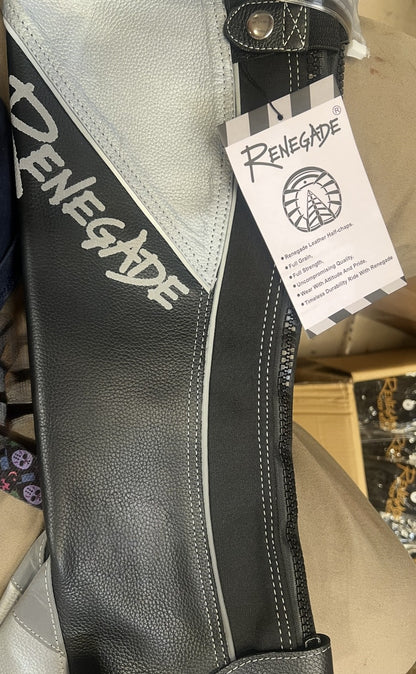 RENEGADE
RENEGADE®
• Renegade Leather Half-chaps.
• Full Grain.
• Full Strength.
• Uncompromising Quality.
• Wear With Attitude And Pride.
• Timeless Durability Ride With Renegade
RENEGADE